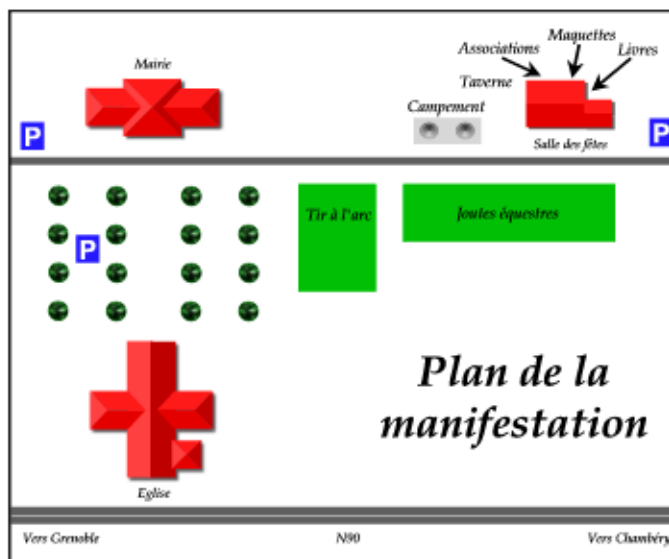 Maquettes
Associations
Livres
Mairie
Taverne
Campement
P
Salle des fêtes
P
Tir à l'arc
Joutes équestres
P
Plan de la
manifestation
Eglise
Vers Grenoble
N90
Vers Chambéry